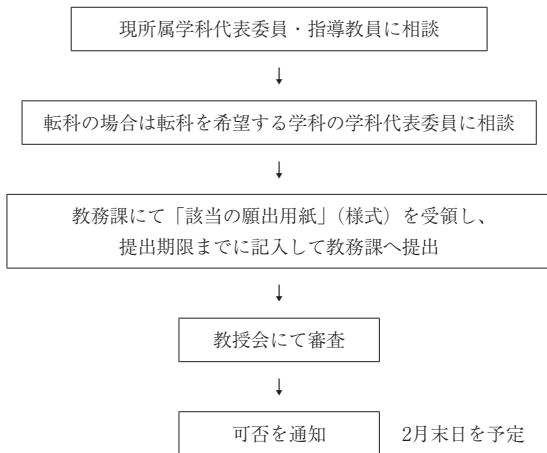 現所属学科代表委員・指導教員に相談
↓
転科の場合は転科を希望する学科の学科代表委員に相談
↓
教務課にて「該当の願出用紙」（様式）を受領し、
提出期限までに記入して教務課へ提出
↓
教授会にて審査
↓
可否を通知　2月末日を予定